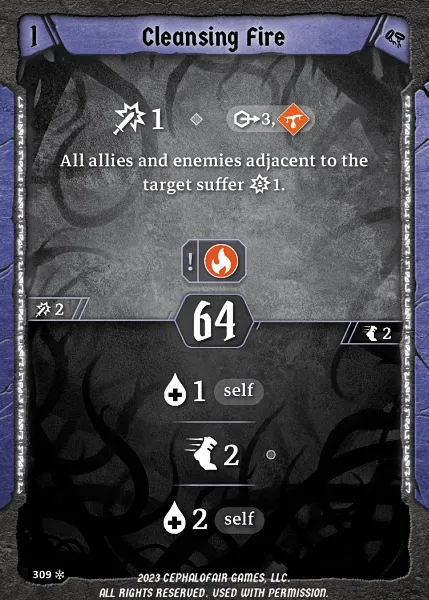 1
Cleansing Fire
1
3,
All allies and enemies adjacent to the
target suffer 1.
!
2
64
2
1 self
2
2 self
309
2023 CEPHALOFAIR GAMES, LLC.
ALL RIGHTS RESERVED. USED WITH PERMISSION.